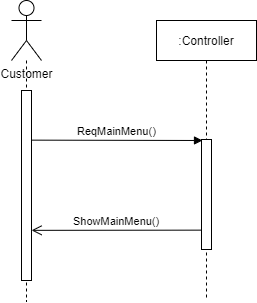 Customer
:Controller
ReqMainMenu()
ShowMainMenu()